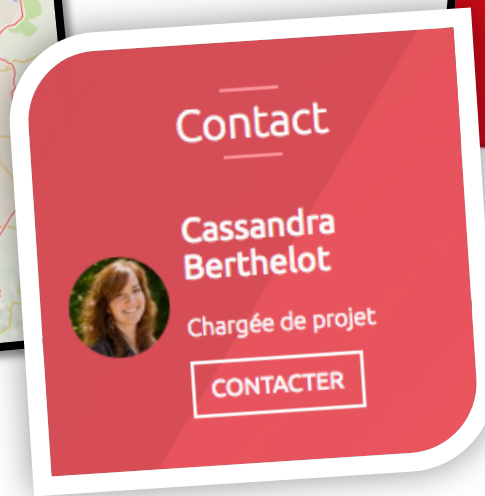 Contact
Cassandra
Berthelot
Chargée de projet
CONTACTER